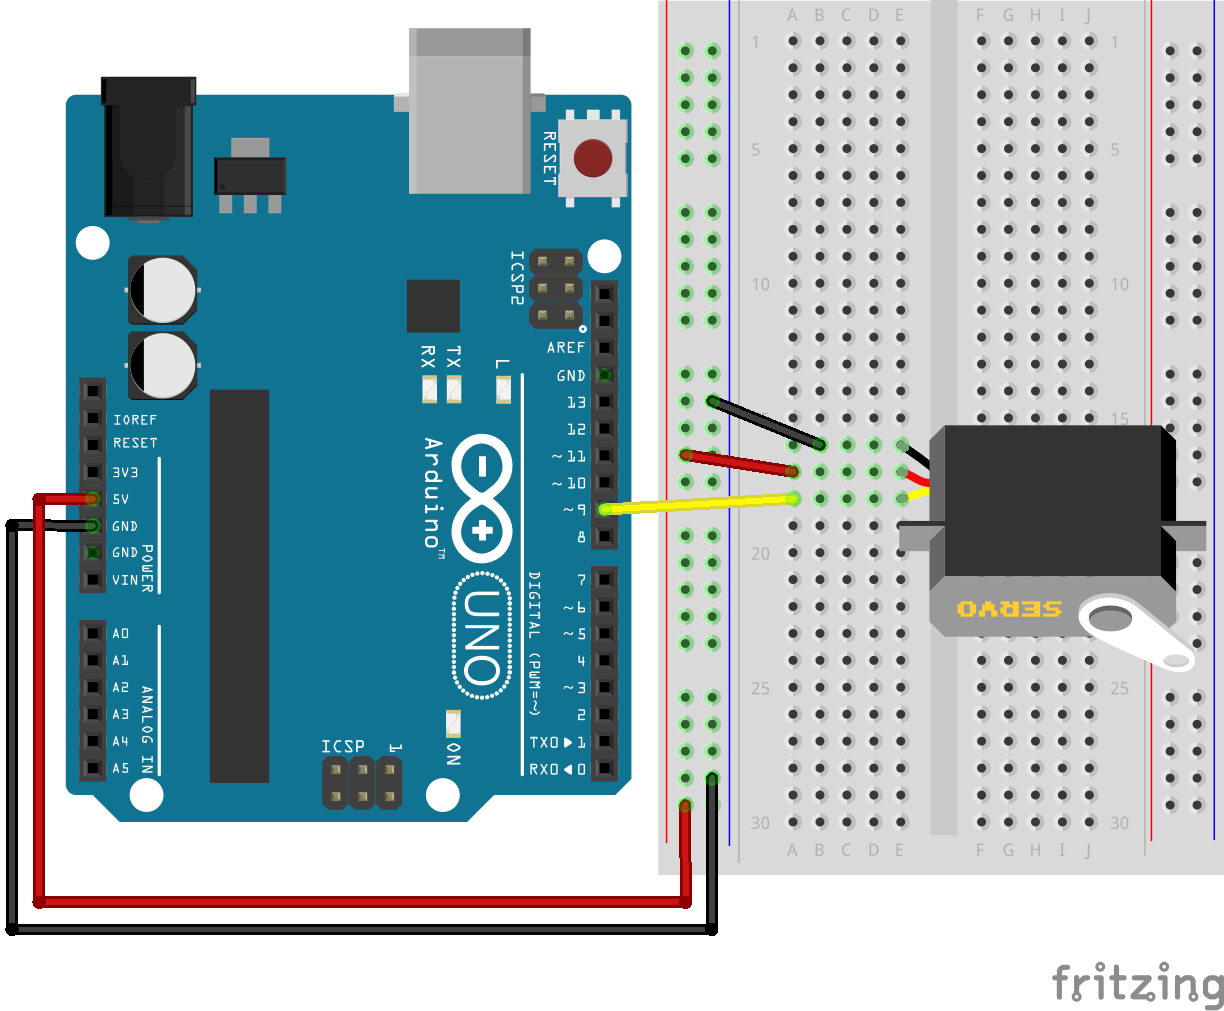 A B C D E F G H I J
1 1
5 5
10 10
15
20
25 25
30 30
A B C D E F G H I J
RESET
ICSP2
AREF
GND
13
12
~11
~10
~9
8
7
~6
~5
4
~3
2
TX0▶1
RX0◀0
DIGITAL (PWM=~)
RX
TX
L
IOREF
RESET
3V3
5V
GND
GND
VIN
POWER
A0
A1
A2
A3
A4
A5
ANALOG IN
Arduino™
UNO
ICSP
1
ON
SERVO
fritzing